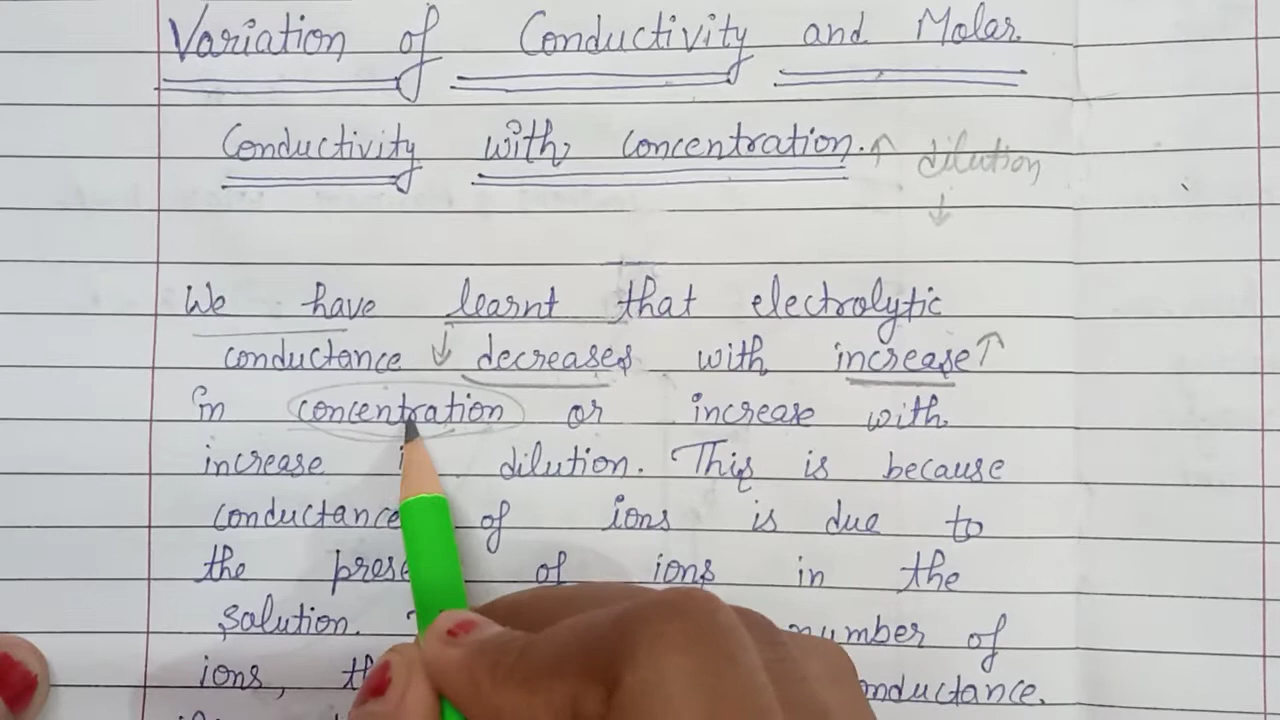 Variation of Conductivity and Molar
Conductivity with concentration. ↑ dilution
↓
We have learnt that electrolytic
conductance ↓ decreases with increase ↑
in concentration or increase with
increase dilution. This is because
conductance of ions is due to
the of ions in the
solution. number of
ions, conductance.